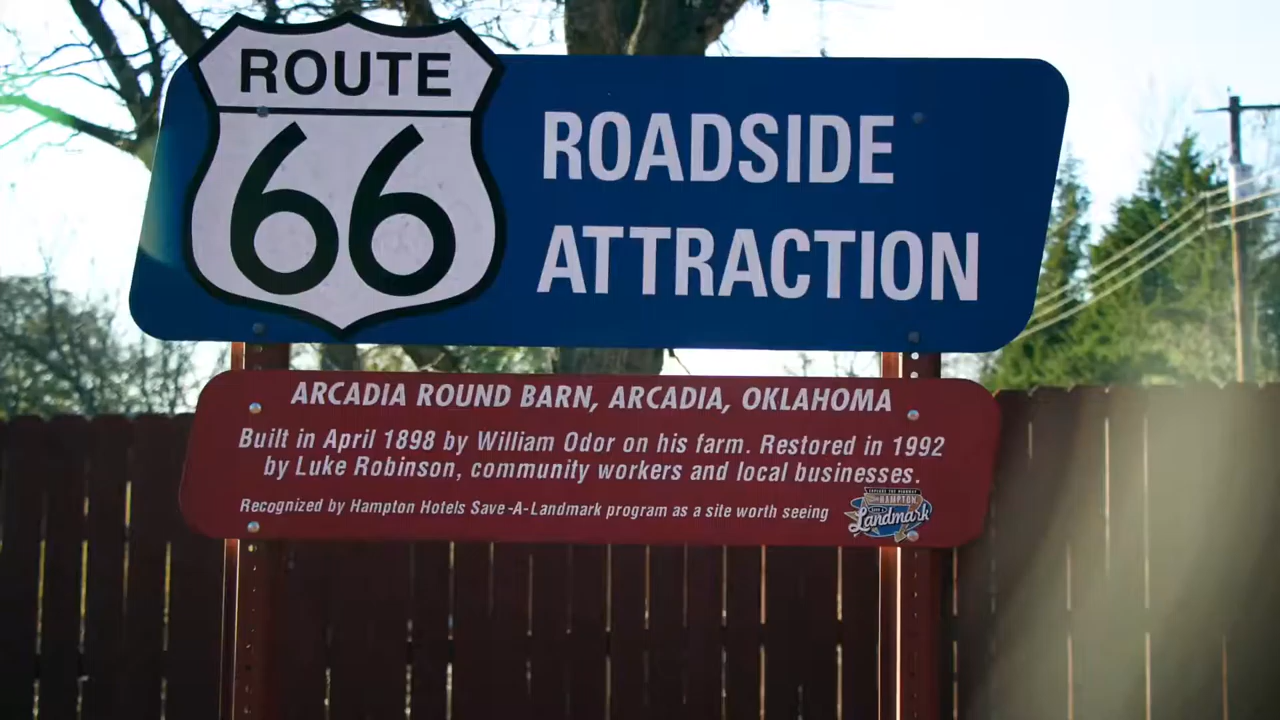 ROUTE
66
ROADSIDE
ATTRACTION
ARCADIA ROUND BARN, ARCADIA, OKLAHOMA
Built in April 1898 by William Odor on his farm. Restored in 1992
by Luke Robinson, community workers and local businesses.
Recognized by Hampton Hotels Save-A-Landmark program as a site worth seeing
HAMPTON
Landmark